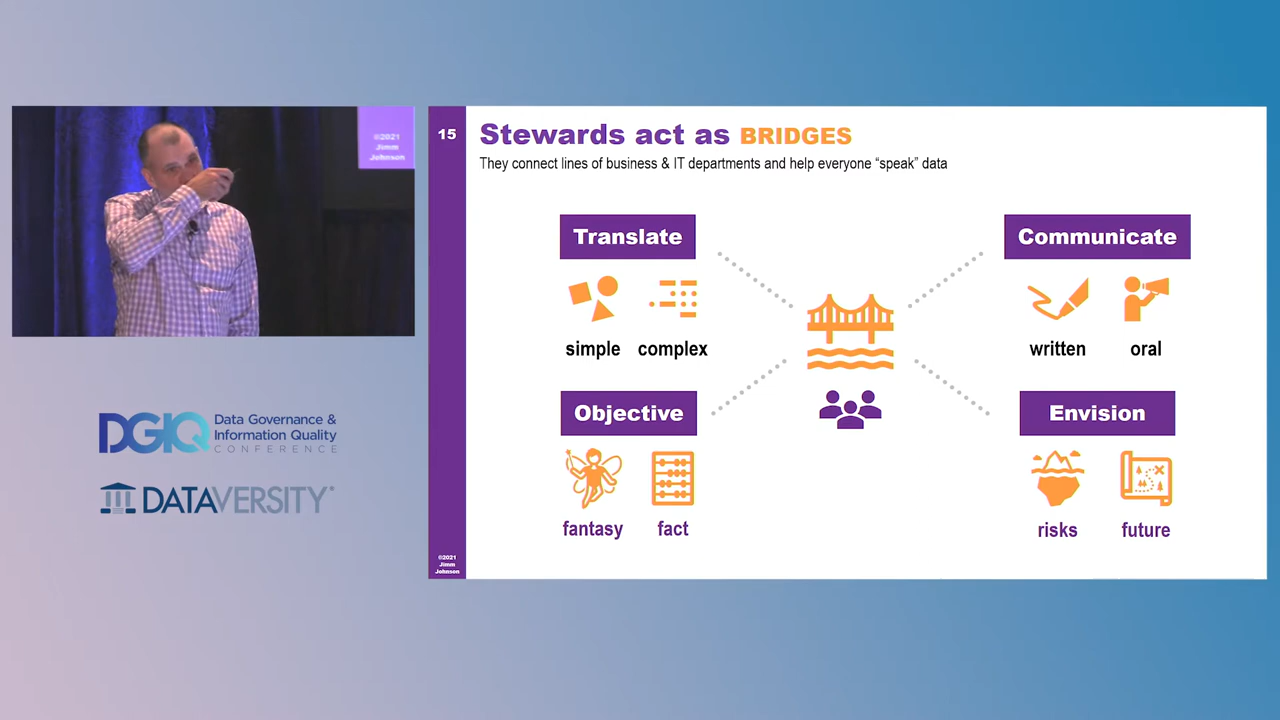 ©2021
Jimm
Johnson
15
Stewards act as BRIDGES
They connect lines of business & IT departments and help everyone “speak” data
Translate
Communicate
simple
complex
written
oral
Objective
Envision
fantasy
fact
risks
future
©2021
Jimm
Johnson
DGIQ
Data Governance &
Information Quality
CONFERENCE
DATAVERSITY®